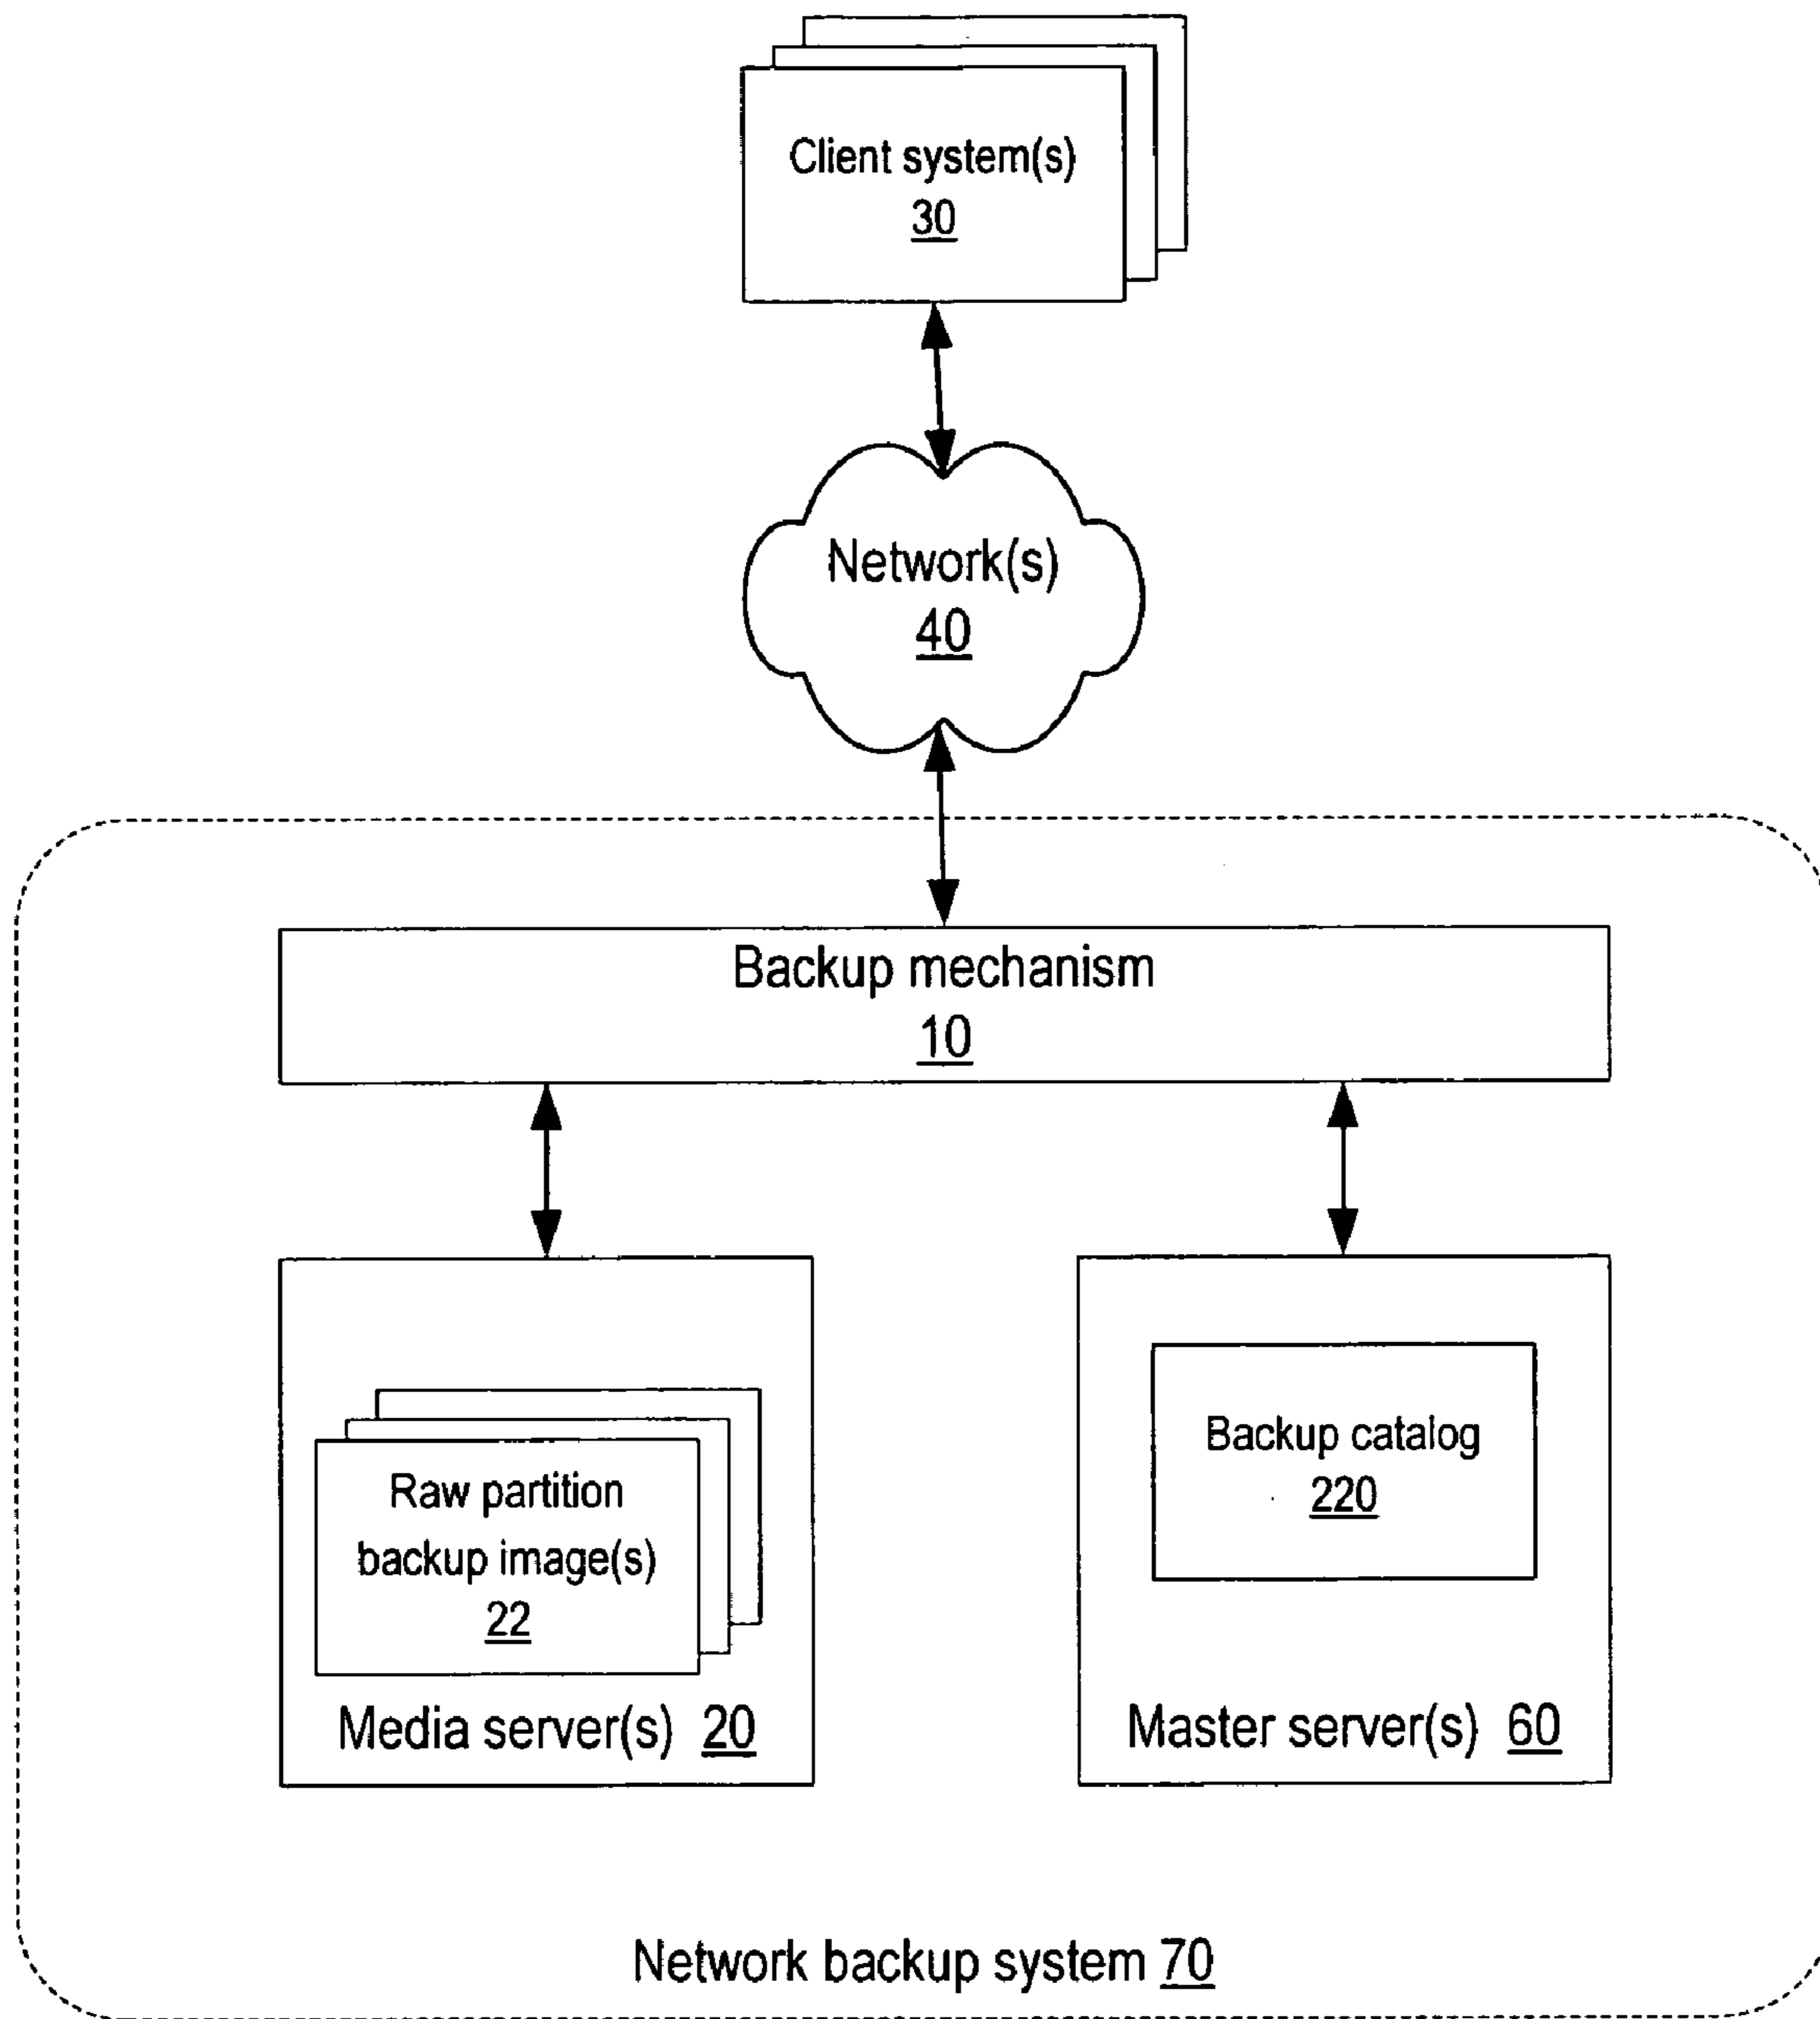 Client system(s)
30
Network(s)
40
Backup mechanism
10
Raw partition
backup image(s)
22
Media server(s) 20
Backup catalog
220
Master server(s) 60
Network backup system 70